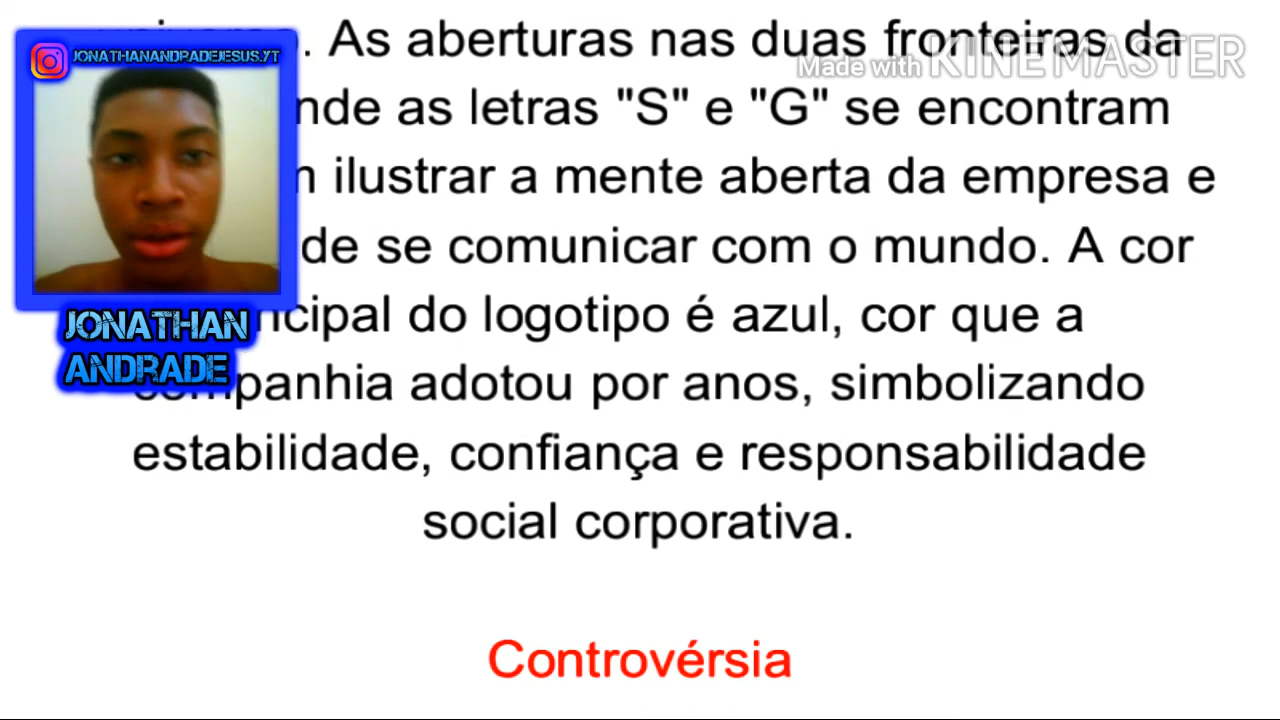 . As aberturas nas duas fronteiras da
Made with KINEMASTER
JONATHANANDRADEJESUS.YT
nde as letras "S" e "G" se encontram
m ilustrar a mente aberta da empresa e
de se comunicar com o mundo. A cor
ncipal do logotipo é azul, cor que a
JONATHAN
ANDRADE
companhia adotou por anos, simbolizando
estabilidade, confiança e responsabilidade
social corporativa.
Controvérsia